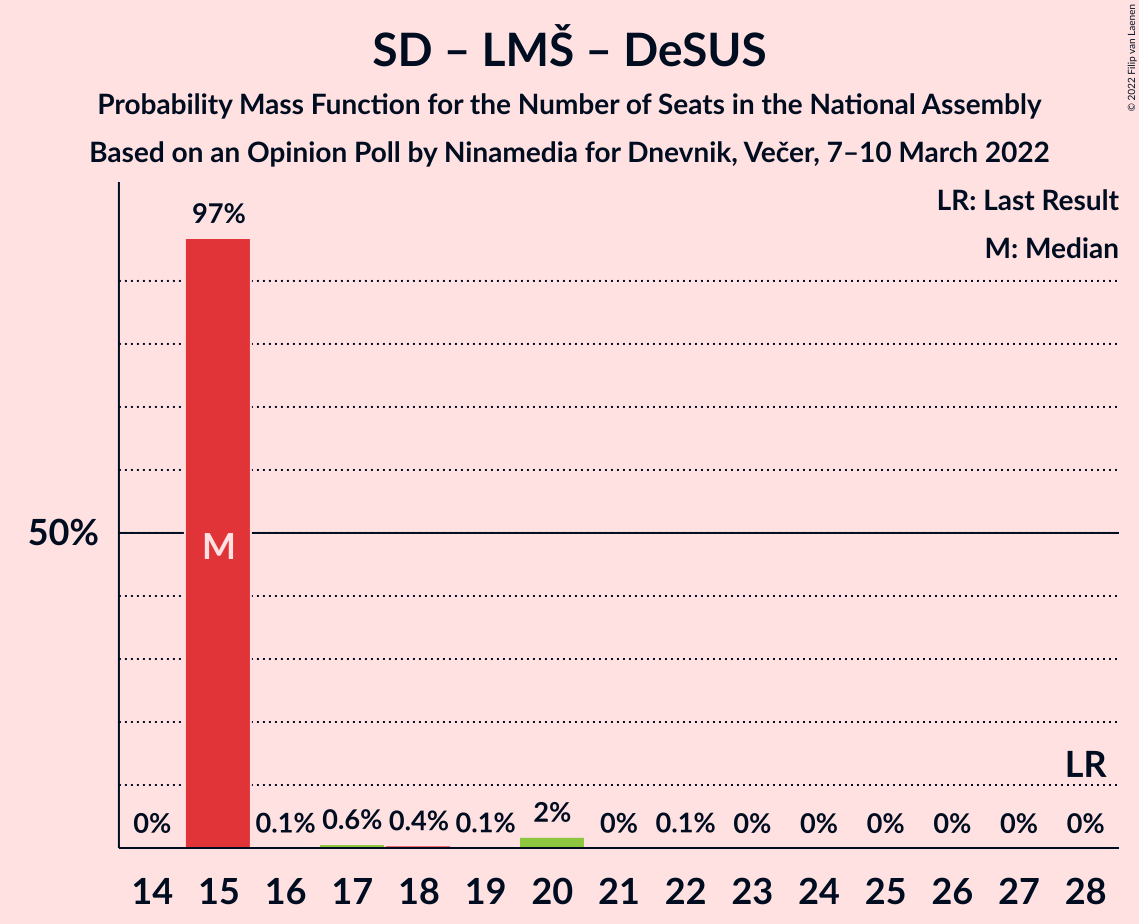 SD – LMŠ – DeSUS
Probability Mass Function for the Number of Seats in the National Assembly
Based on an Opinion Poll by Ninamedia for Dnevnik, Večer, 7–10 March 2022
© 2022 Filip van Laenen
LR: Last Result
M: Median
97%
50%
M
LR
0% 0.1% 0.6% 0.4% 0.1% 2% 0% 0.1% 0% 0% 0% 0% 0% 0%
14 15 16 17 18 19 20 21 22 23 24 25 26 27 28